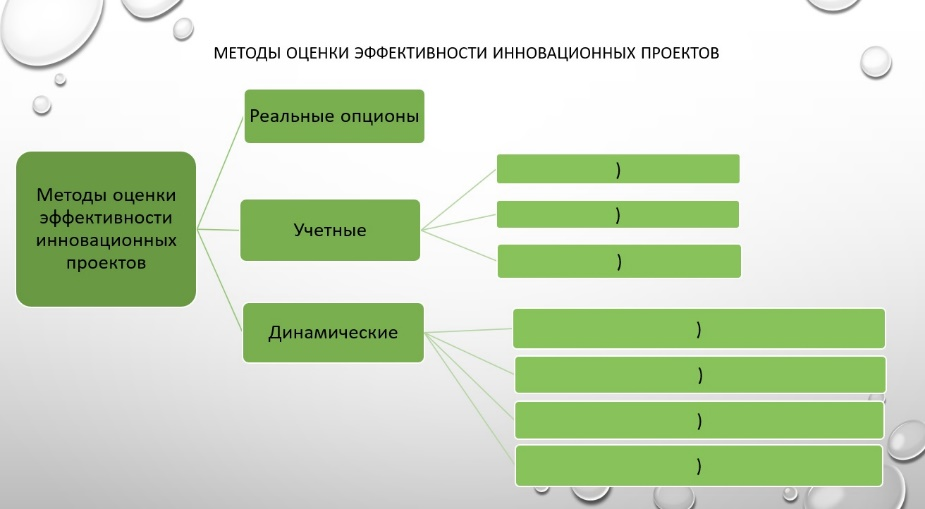 МЕТОДЫ ОЦЕНКИ ЭФФЕКТИВНОСТИ ИННОВАЦИОННЫХ ПРОЕКТОВ
Методы оценки
эффективности
инновационных
проектов
Реальные опционы
Учетные
)
)
)
Динамические
)
)
)
)